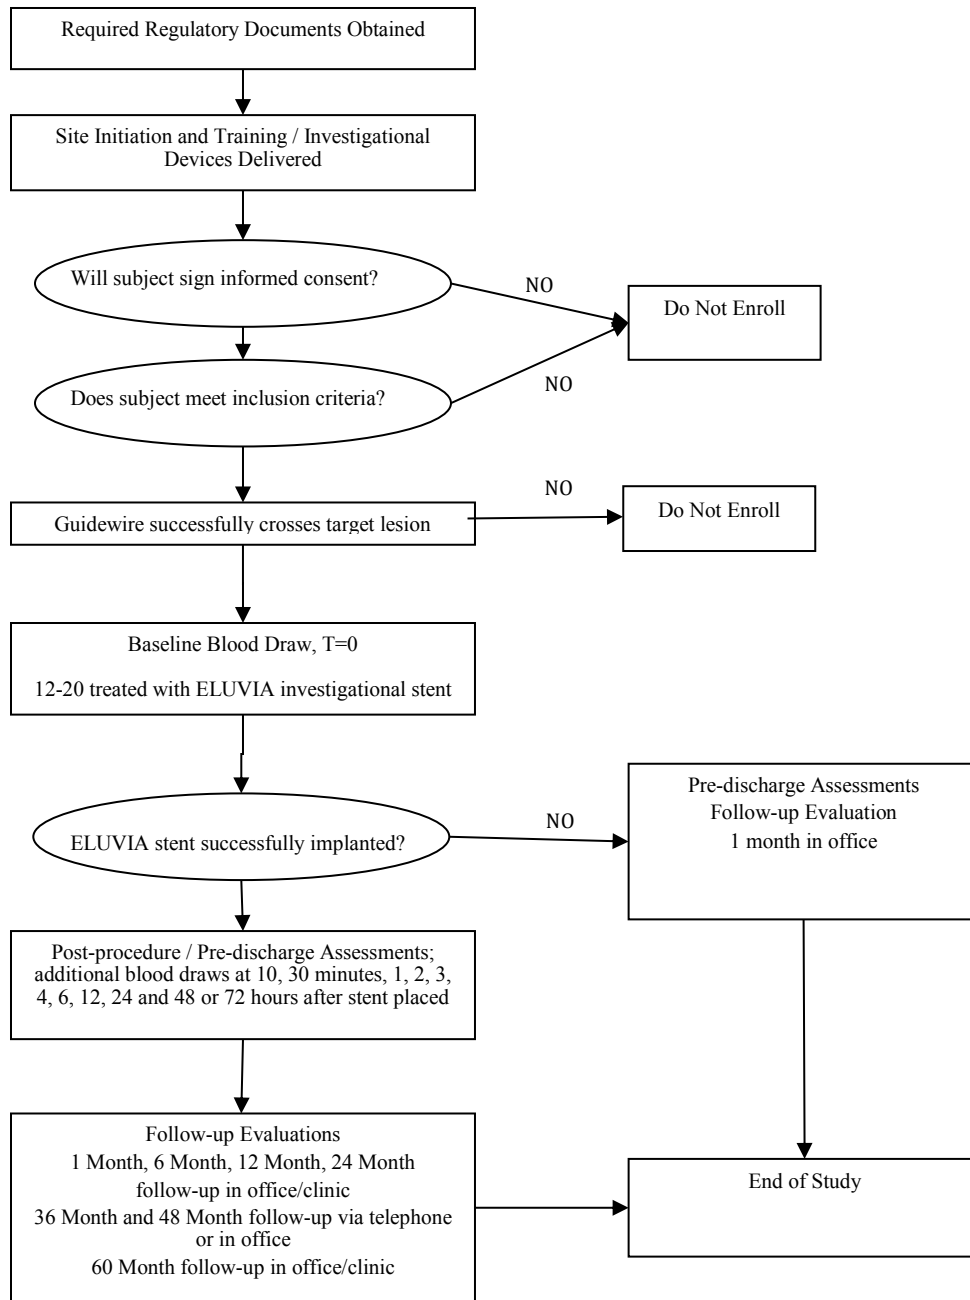 Required Regulatory Documents Obtained
Site Initiation and Training / Investigational
Devices Delivered
Will subject sign informed consent?
NO
Do Not Enroll
Does subject meet inclusion criteria?
NO
Guidewire successfully crosses target lesion
NO
Do Not Enroll
Baseline Blood Draw, T=0
12-20 treated with ELUVIA investigational stent
ELUVIA stent successfully implanted?
NO
Pre-discharge Assessments
Follow-up Evaluation
1 month in office
Post-procedure / Pre-discharge Assessments;
additional blood draws at 10, 30 minutes, 1, 2, 3,
4, 6, 12, 24 and 48 or 72 hours after stent placed
Follow-up Evaluations
1 Month, 6 Month, 12 Month, 24 Month
follow-up in office/clinic
36 Month and 48 Month follow-up via telephone
or in office
60 Month follow-up in office/clinic
End of Study